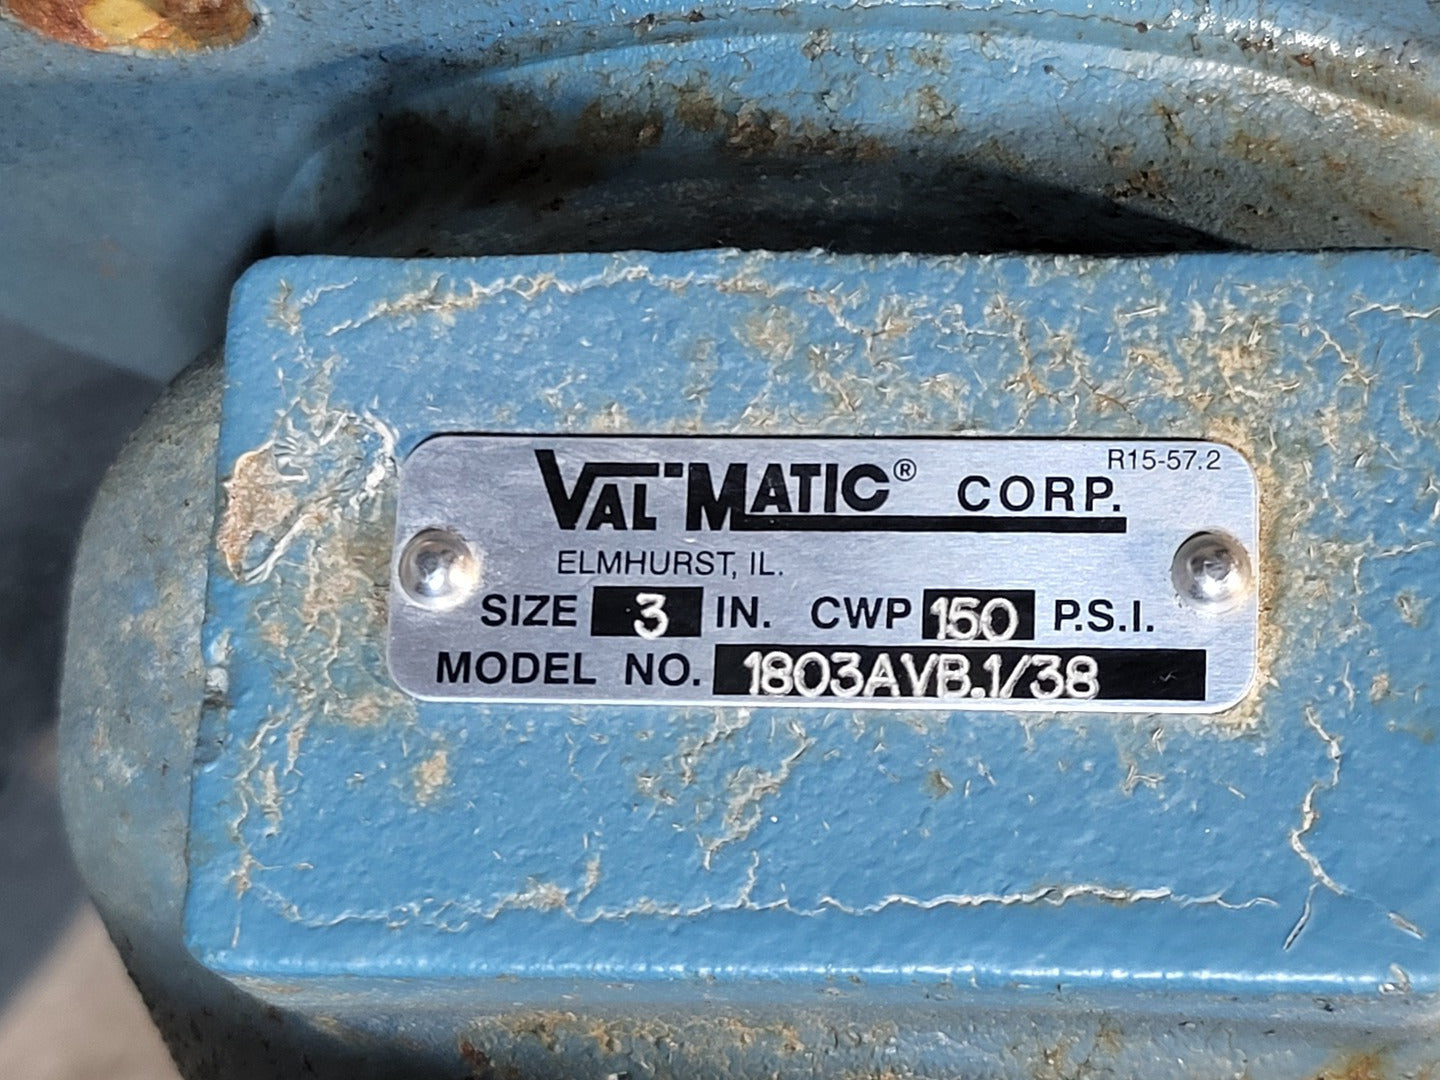 VAL-MATIC® CORP. R15-57.2
ELMHURST, IL.
SIZE 3 IN. CWP 150 P.S.I.
MODEL NO. 1803AVB.1/38